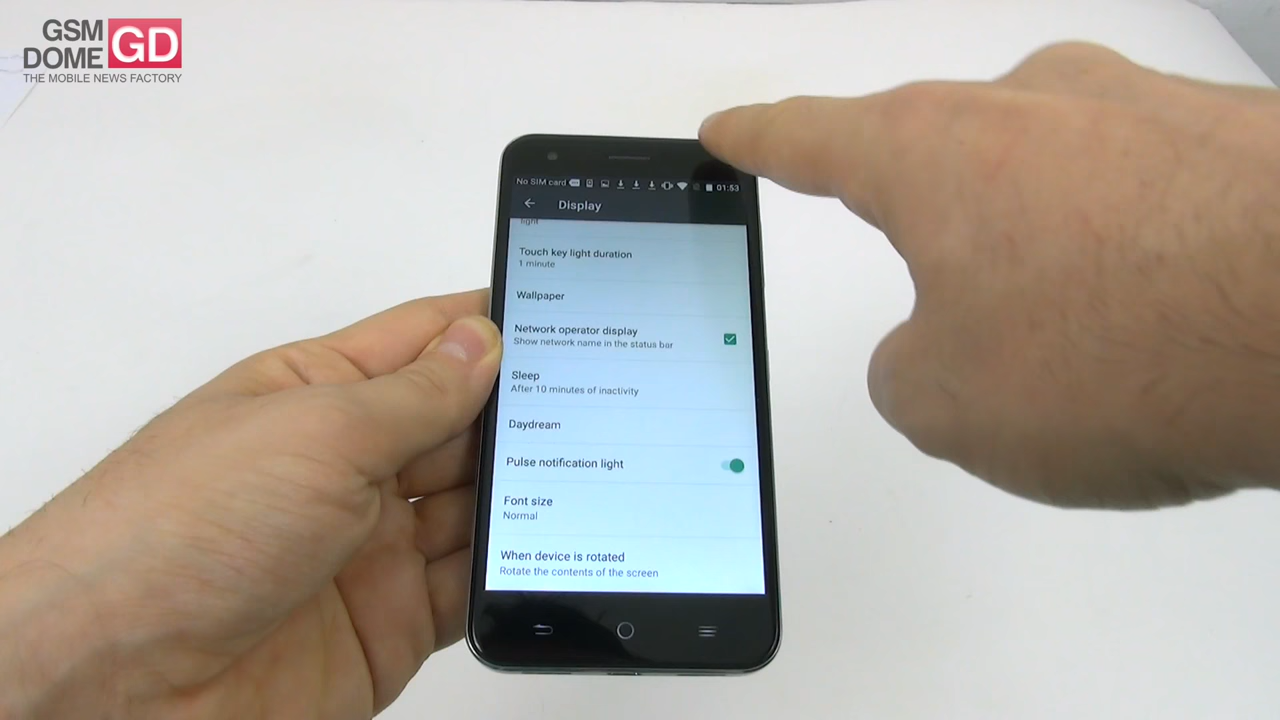 GSM
DOME GD
THE MOBILE NEWS FACTORY
No SIM card 01:53
Display
light
Touch key light duration
1 minute
Wallpaper
Network operator display
Show network name in the status bar
Sleep
After 10 minutes of inactivity
Daydream
Pulse notification light
Font size
Normal
When device is rotated
Rotate the contents of the screen